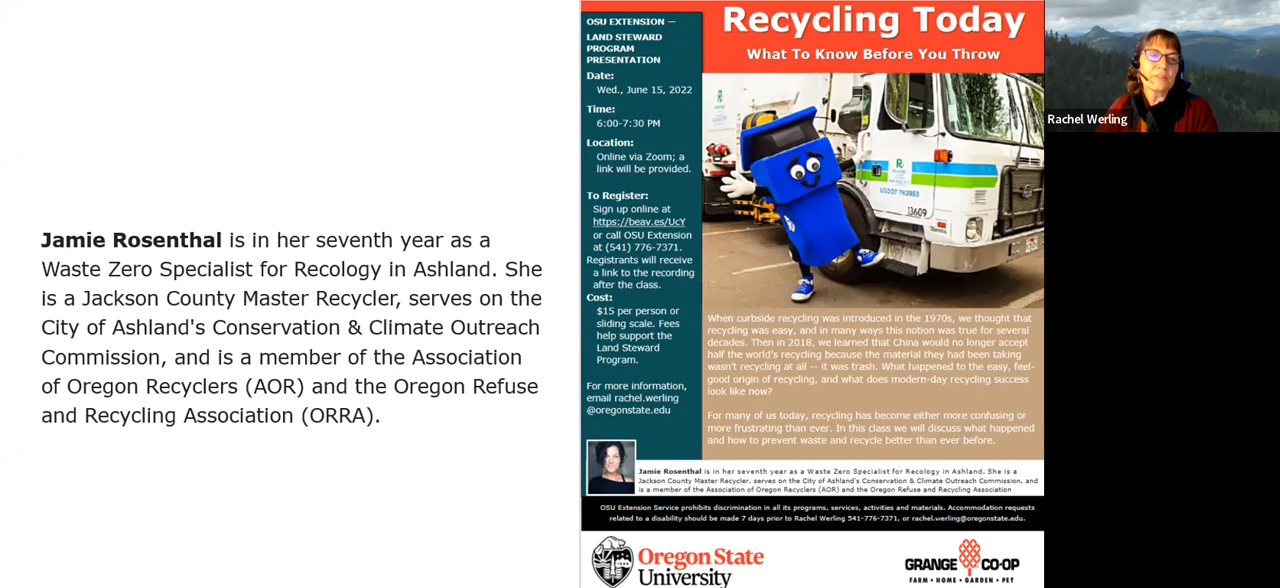 Jamie Rosenthal is in her seventh year as a
Waste Zero Specialist for Recology in Ashland. She
is a Jackson County Master Recycler, serves on the
City of Ashland's Conservation & Climate Outreach
Commission, and is a member of the Association
of Oregon Recyclers (AOR) and the Oregon Refuse
and Recycling Association (ORRA).
OSU EXTENSION —
LAND STEWARD
PROGRAM
PRESENTATION
Date:
Wed., June 15, 2022
Time:
6:00-7:30 PM
Location:
Online via Zoom; a
link will be provided.
To Register:
Sign up online at
https://beav.es/UcY
or call OSU Extension
at (541) 776-7371.
Registrants will receive
a link to the recording
after the class.
Cost:
$15 per person or
sliding scale. Fees
help support the
Land Steward
Program.
For more information,
email rachel.werling
@oregonstate.edu
Recycling Today
What To Know Before You Throw
13609
When curbside recycling was introduced in the 1970s, we thought that
recycling was easy, and in many ways this notion was true for several
decades. Then in 2018, we learned that China would no longer accept
half the world's recycling because the material they had been taking
wasn't recycling at all -- it was trash. What happened to the easy, feel-
good origin of recycling, and what does modern-day recycling success
look like now?
For many of us today, recycling has become either more confusing or
more frustrating than ever. In this class we will discuss what happened
and how to prevent waste and recycle better than ever before.
Jamie Rosenthal is in her seventh year as a Waste Zero Specialist for Recology in Ashland. She is a
Jackson County Master Recycler, serves on the City of Ashland's Conservation & Climate Outreach Commission, and
is a member of the Association of Oregon Recyclers (AOR) and the Oregon Refuse and Recycling Association
OSU Extension Service prohibits discrimination in all its programs, services, activities and materials. Accommodation requests
related to a disability should be made 7 days prior to Rachel Werling 541-776-7371, or rachel.werling@oregonstate.edu.
Oregon State
University
GRANGE CO-OP
FARM • HOME • GARDEN • PET
Rachel Werling